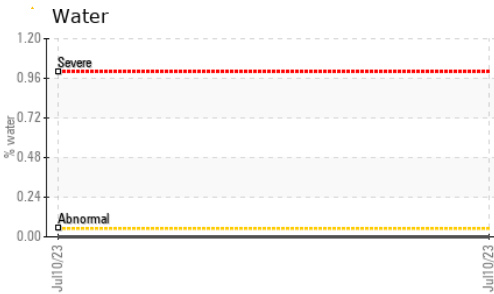 Water
1.20
Severe
0.96
0.72
% water
0.48
0.24
Abnormal
0.00
Jul10/23
Jul10/23